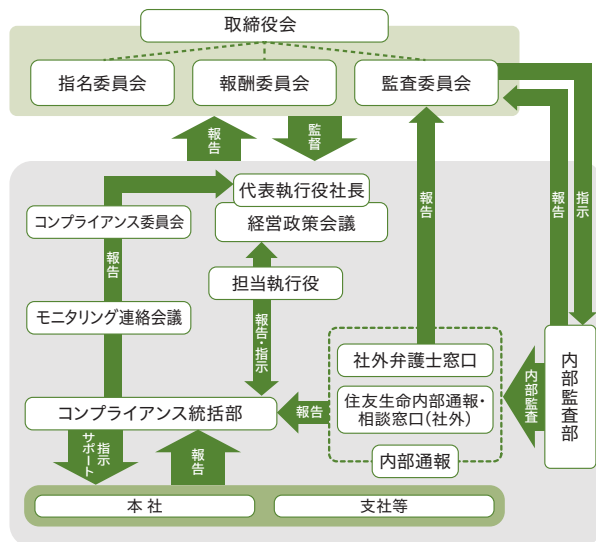 取締役会
指名委員会
報酬委員会
監査委員会
報告
監督
報告
報告
指示
代表執行役社長
経営政策会議
コンプライアンス委員会
報告
担当執行役
モニタリング連絡会議
報告・指示
社外弁護士窓口
住友生命内部通報・
相談窓口(社外)
内部通報
内部監査
内部監査部
コンプライアンス統括部
報告
指示
サポート
報告
本社
支社等